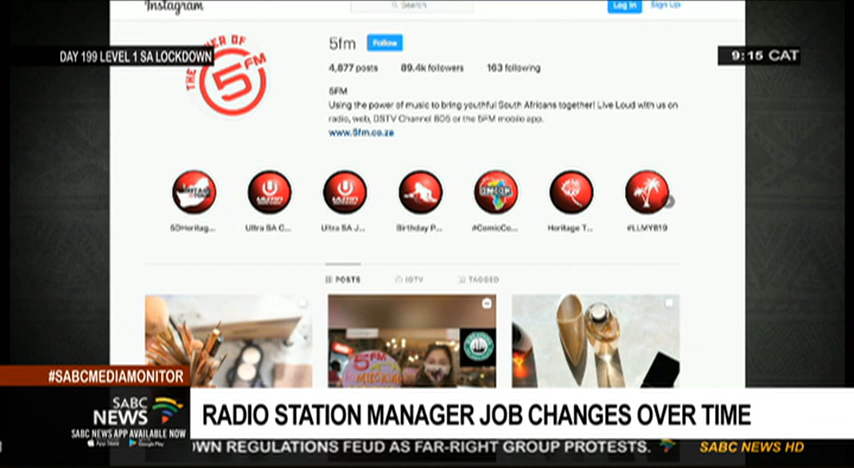 Instagram
Search
Log In
Sign Up
DAY 199 LEVEL 1 SA LOCKDOWN
9:15 CAT
THE POWER OF 5FM
5fm
Follow
4,877 posts 89.4k followers 163 following
5FM
Using the power of music to bring youthful South Africans together! Live Loud with us on
radio, web, DSTV Channel 805 or the 5FM mobile app.
www.5fm.co.za
5DHeritag... Ultra SA C... Ultra SA J... Birthday P... #ComicCo... Heritage T... #LLMY819
POSTS IGTV TAGGED
5FM
#SABCMEDIAMONITOR
SABC
NEWS
SABC NEWS APP AVAILABLE NOW
App Store Google Play
RADIO STATION MANAGER JOB CHANGES OVER TIME
WN REGULATIONS FEUD AS FAR-RIGHT GROUP PROTESTS.
SABC NEWS HD